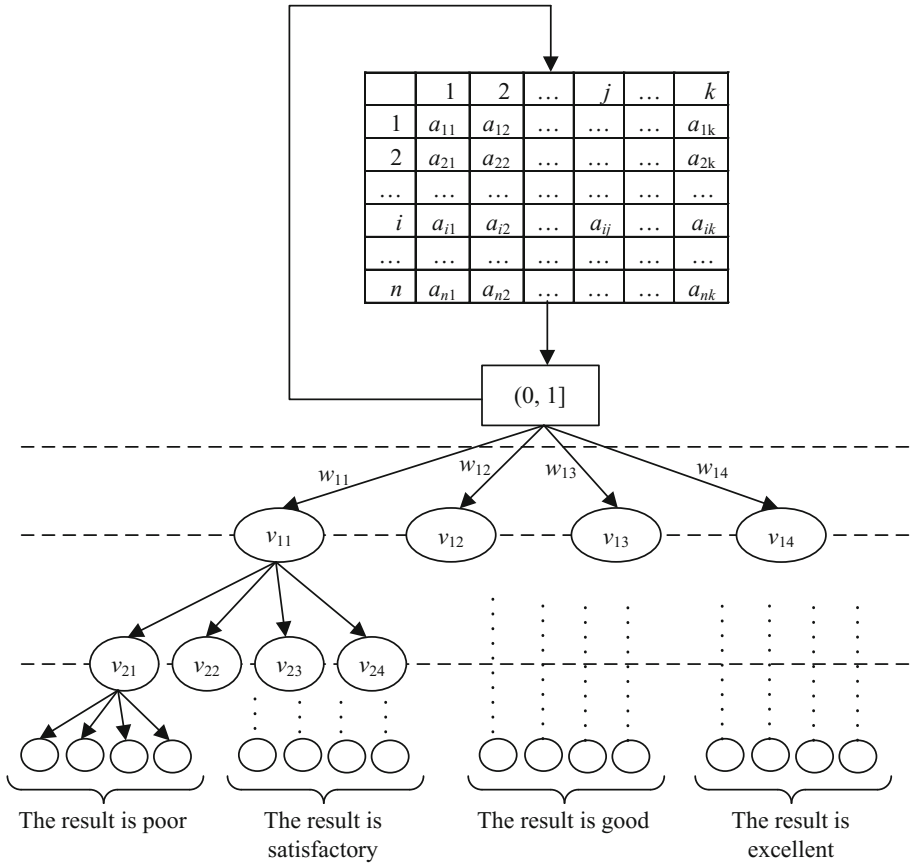 1 2 … j … k
1 a11 a12 … … … a1k
2 a21 a22 … … … a2k
… … … … … … …
i ai1 ai2 … aij … aik
… … … … … … …
n an1 an2 … … … ank
(0, 1]
w11 w12 w13 w14
v11 v12 v13 v14
v21 v22 v23 v24
The result is poor
The result is
satisfactory
The result is good
The result is
excellent